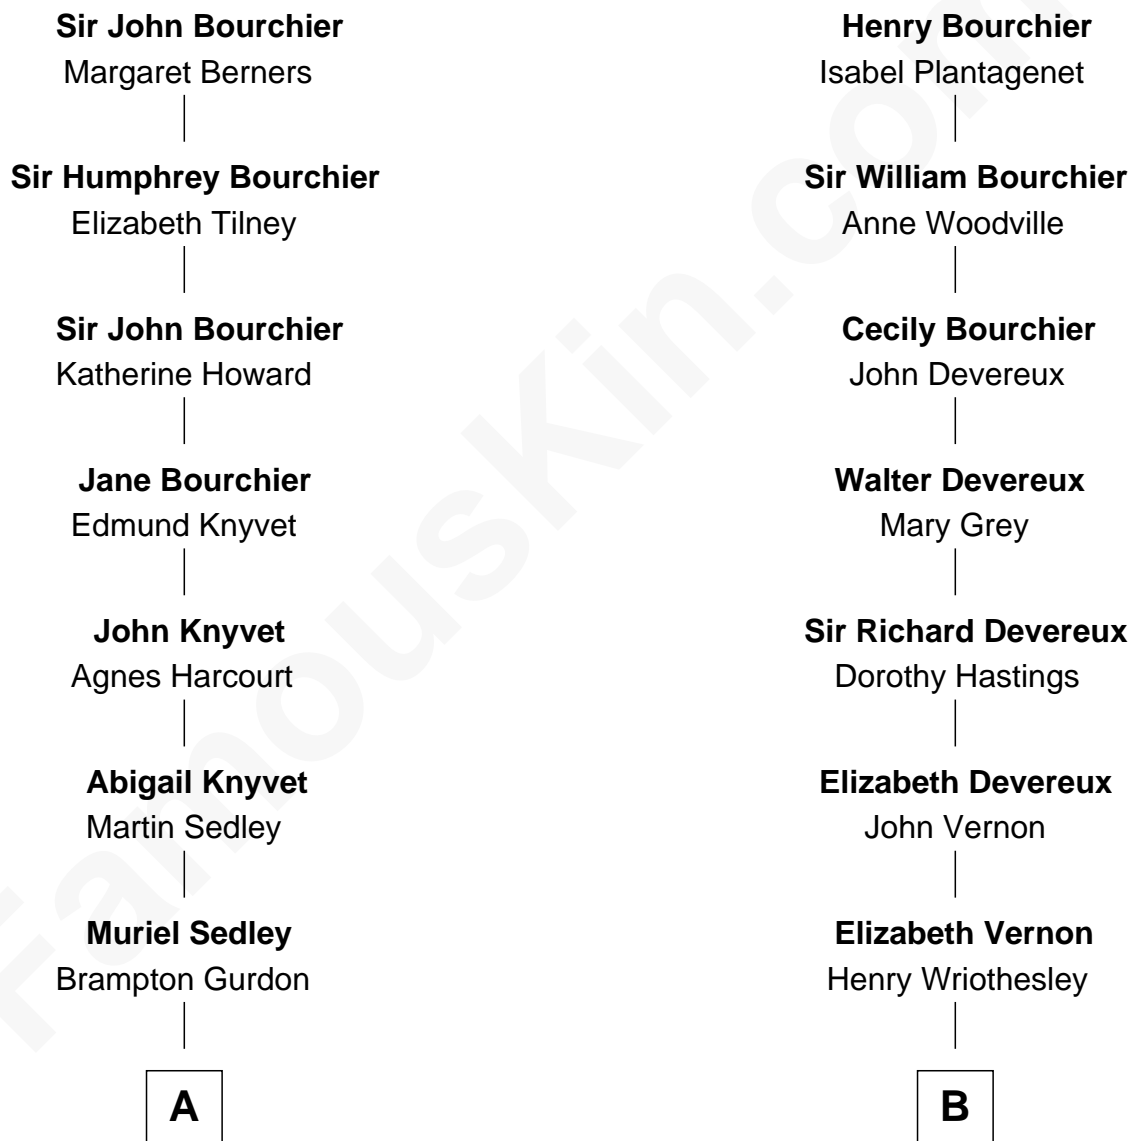 Sir John Bourchier
Margaret Berners
Sir Humphrey Bourchier
Elizabeth Tilney
Sir John Bourchier
Katherine Howard
Jane Bourchier
Edmund Knyvet
John Knyvet
Agnes Harcourt
Abigail Knyvet
Martin Sedley
Muriel Sedley
Brampton Gurdon
A
Henry Bourchier
Isabel Plantagenet
Sir William Bourchier
Anne Woodville
Cecily Bourchier
John Devereux
Walter Devereux
Mary Grey
Sir Richard Devereux
Dorothy Hastings
Elizabeth Devereux
John Vernon
Elizabeth Vernon
Henry Wriothesley
B
FamousKin.com